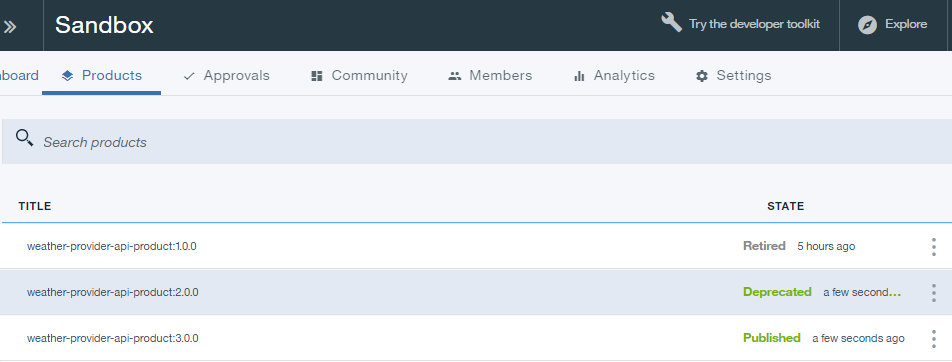 Sandbox Try the developer toolkit Explore
board Products Approvals Community Members Analytics Settings
Search products
TITLE STATE
weather-provider-api-product:1.0.0 Retired 5 hours ago
weather-provider-api-product:2.0.0 Deprecated a few second...
weather-provider-api-product:3.0.0 Published a few seconds ago